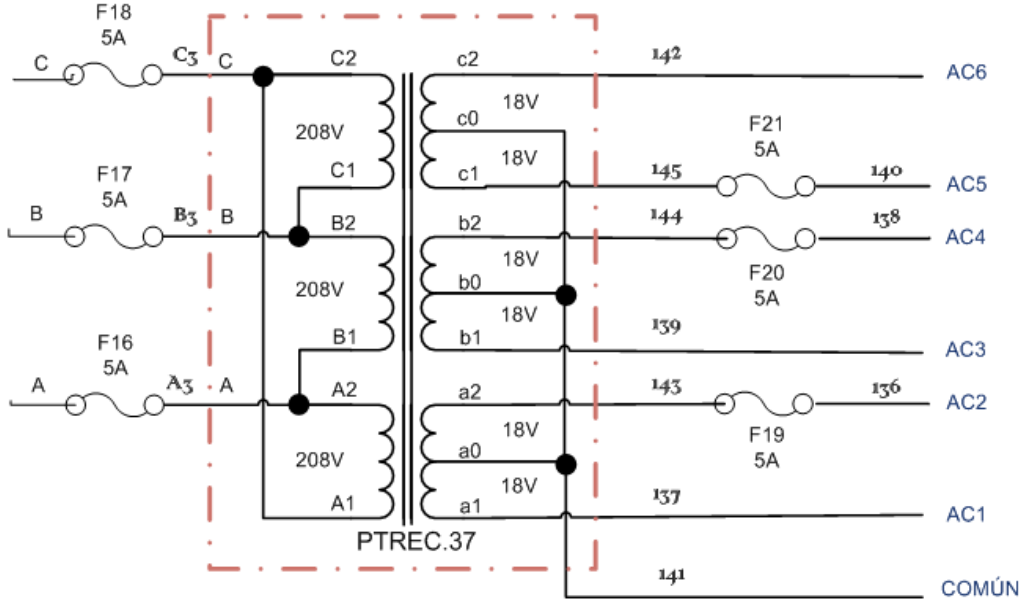 F18
5A
C C3 C C2 c2 142 AC6
18V
208V c0 F21
5A
18V
F17
5A
C1 c1 145 140 AC5
B B3 B B2 b2 144 138 AC4
18V
208V b0 F20
5A
18V
F16
5A
B1 b1 139 AC3
A A3 A A2 a2 143 136 AC2
18V F19
5A
208V a0
18V
A1 a1 137 AC1
PTREC.37
141 COMÚN